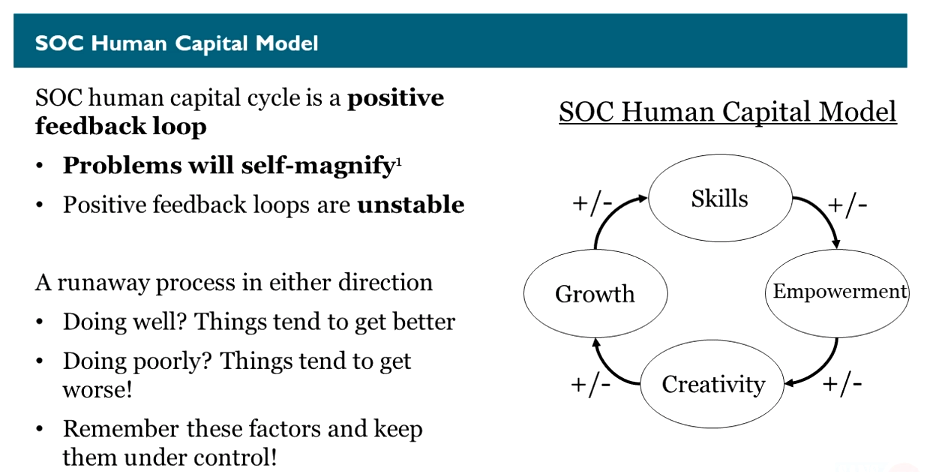 SOC Human Capital Model
SOC human capital cycle is a positive
feedback loop
• Problems will self-magnify¹
• Positive feedback loops are unstable
A runaway process in either direction
• Doing well? Things tend to get better
• Doing poorly? Things tend to get
worse!
• Remember these factors and keep
them under control!
SOC Human Capital Model
Skills
+/-
+/-
Growth
Empowerment
Creativity
+/-
+/-